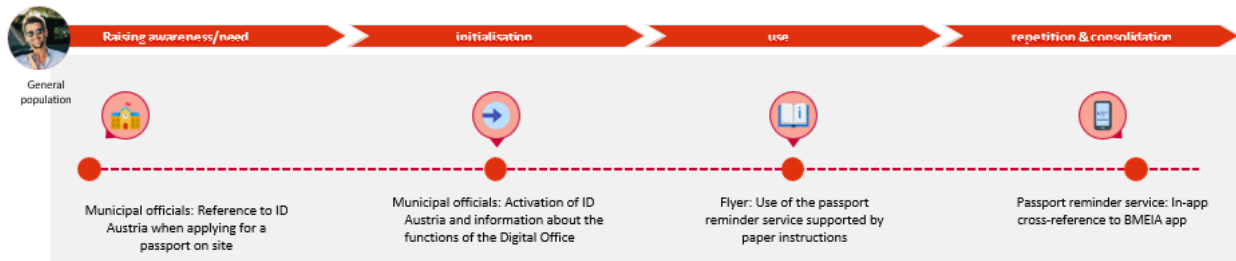 Raising awareness/need
initialisation
use
repetition & consolidation
General
population
Municipal officials: Reference to ID
Austria when applying for a
passport on site
Municipal officials: Activation of ID
Austria and information about the
functions of the Digital Office
Flyer: Use of the passport
reminder service supported by
paper instructions
Passport reminder service: In-app
cross-reference to BMEIA app